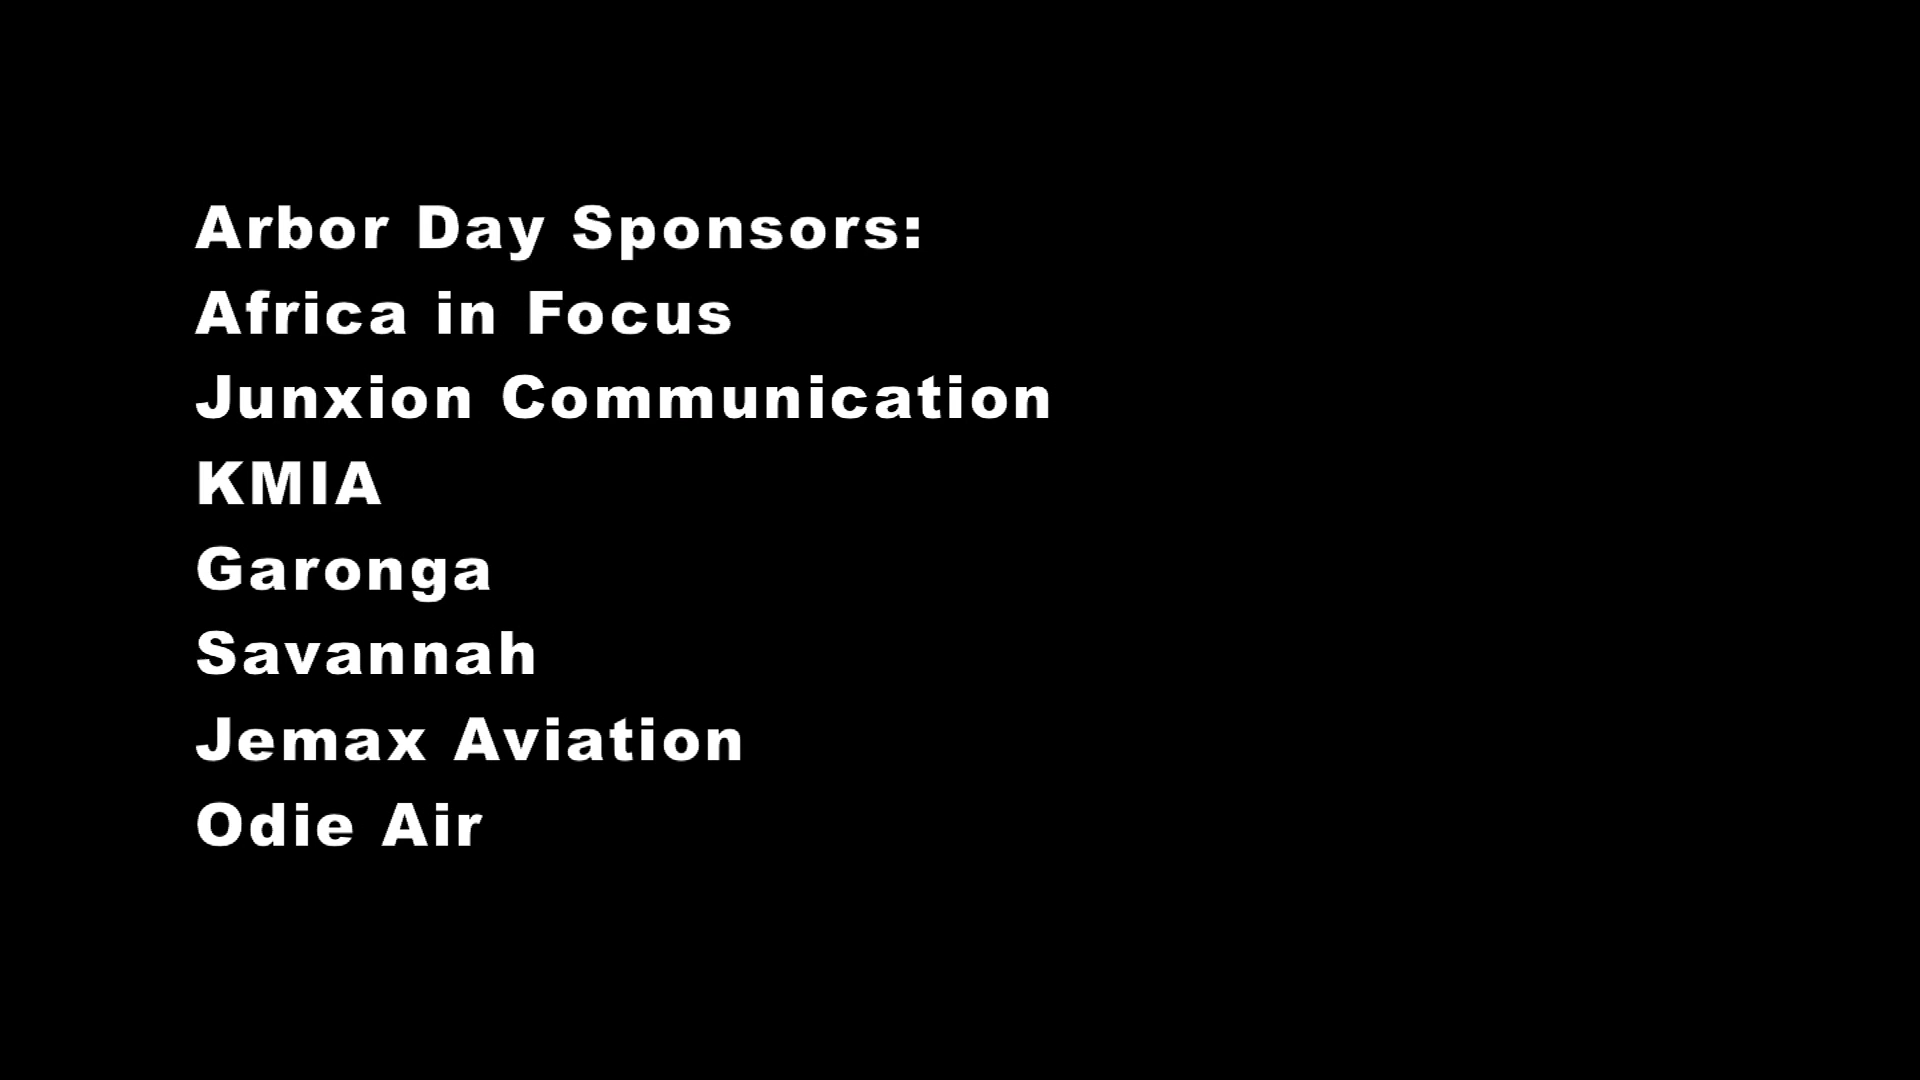 Arbor Day Sponsors:
Africa in Focus
Junxion Communication
KMIA
Garonga
Savannah
Jemax Aviation
Odie Air